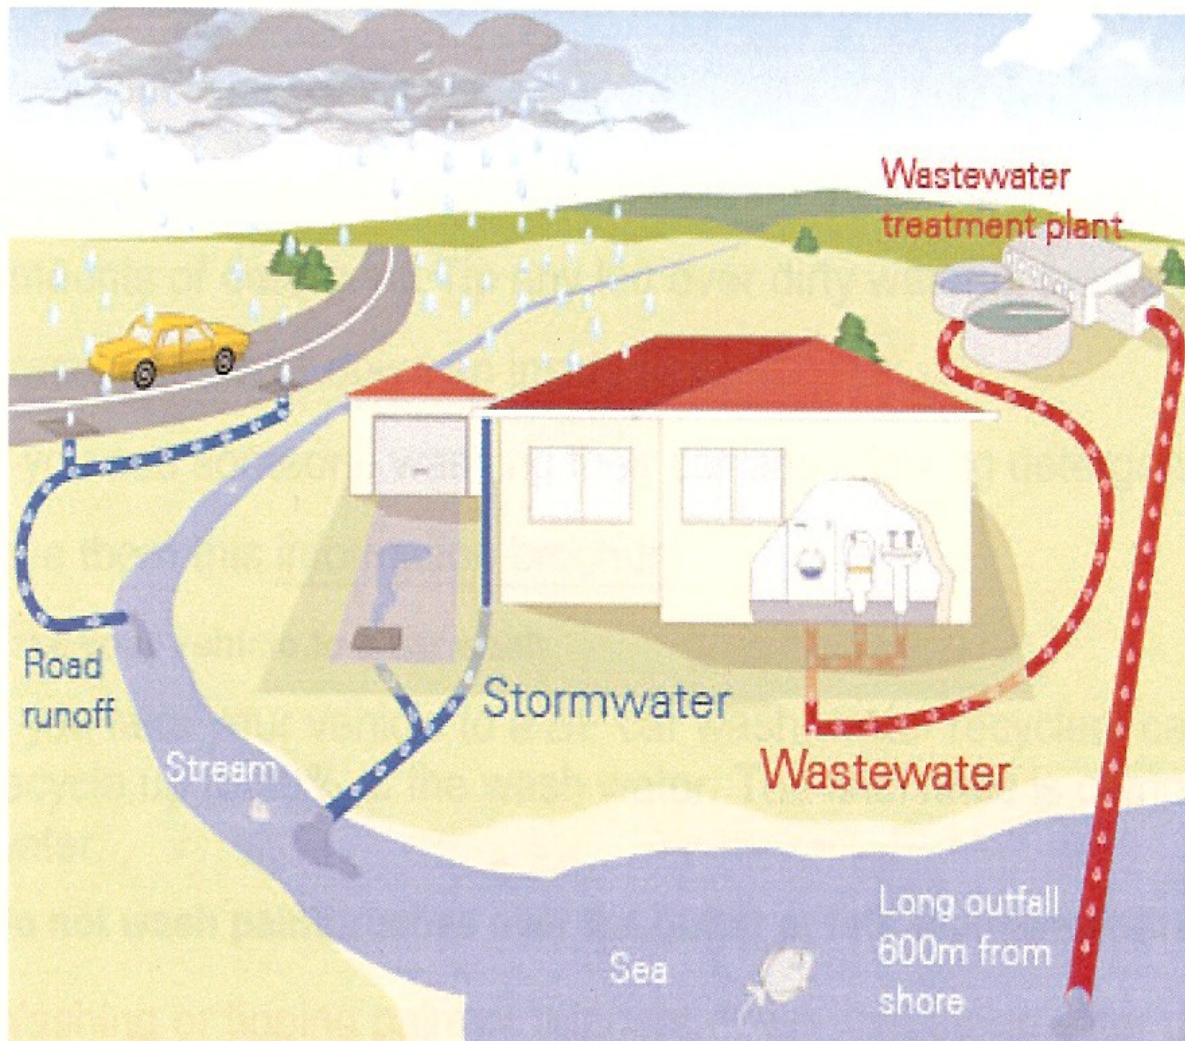 Wastewater
treatment plant
Road
runoff
Stormwater
Stream
Wastewater
Long outfall
600m from
shore
Sea